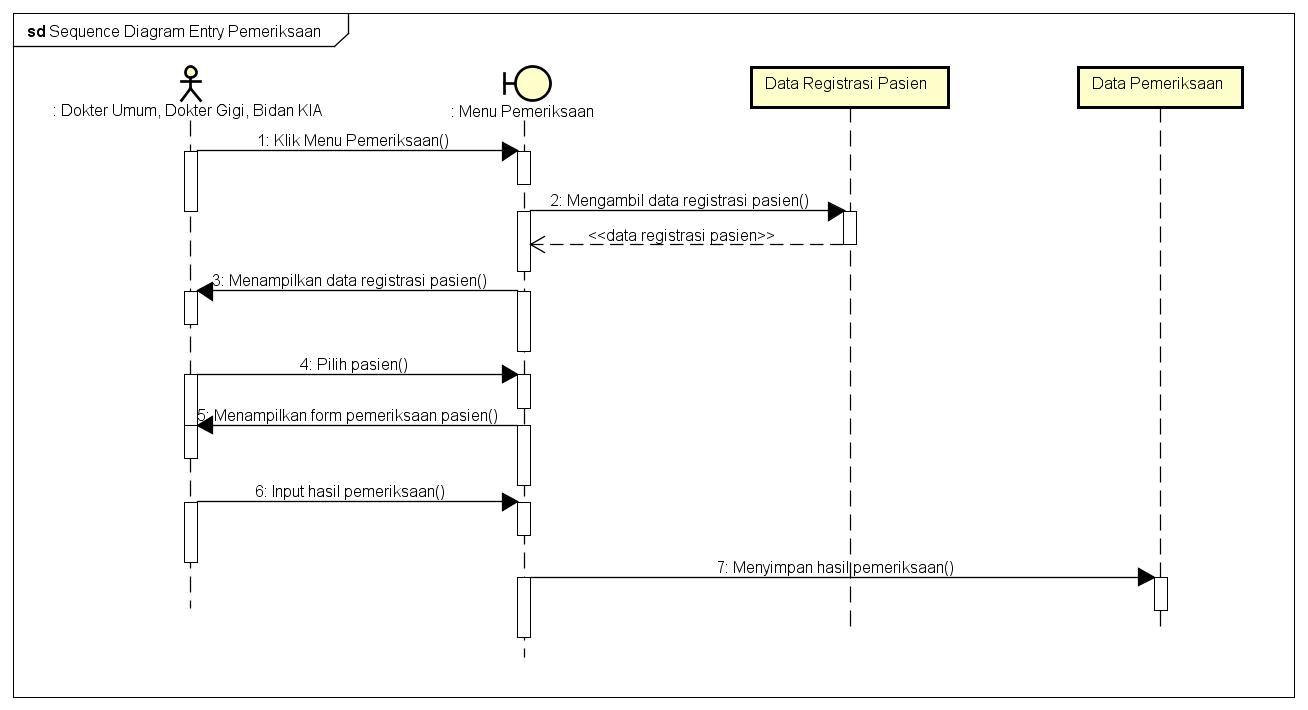 sd Sequence Diagram Entry Pemeriksaan
: Dokter Umum, Dokter Gigi, Bidan KIA
: Menu Pemeriksaan
Data Registrasi Pasien
Data Pemeriksaan
1: Klik Menu Pemeriksaan()
2: Mengambil data registrasi pasien()
<<data registrasi pasien>>
3: Menampilkan data registrasi pasien()
4: Pilih pasien()
5: Menampilkan form pemeriksaan pasien()
6: Input hasil pemeriksaan()
7: Menyimpan hasil pemeriksaan()